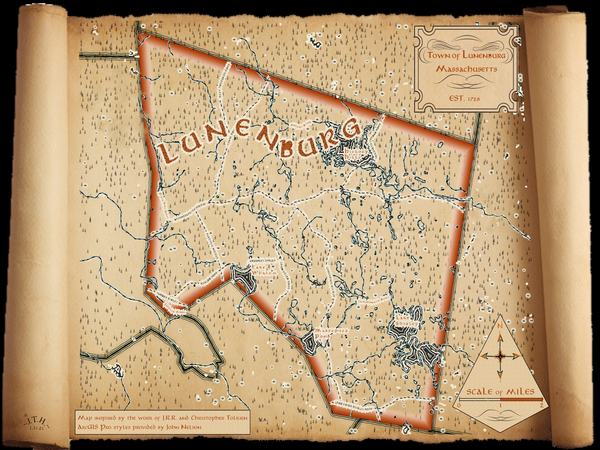 Town of Lunenburg
Massachusetts
EST. 1728
LUNENBURG
N
SCALE of MILES
Map inspired by the work of J.R.R. and Christopher Tolkien
ArcGIS Pro styles provided by John Nelson
J.T.H.